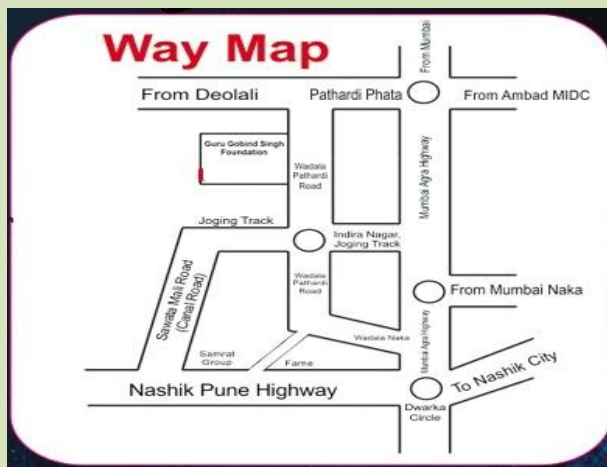 Way Map
From Mumbai
From Deolali
Pathardi Phata
From Ambad MIDC
Guru Gobind Singh
Foundation
Wadala
Pathardi
Road
Mumbai Agra Highway
Joging Track
Indira Nagar,
Joging Track
Sawata Mali Road
(Canal Road)
Wadala
Pathardi
Road
From Mumbai Naka
Wadala Naka
Mumbai Agra Highway
Samrat
Group
Fame
Nashik Pune Highway
To Nashik City
Dwarka
Circle